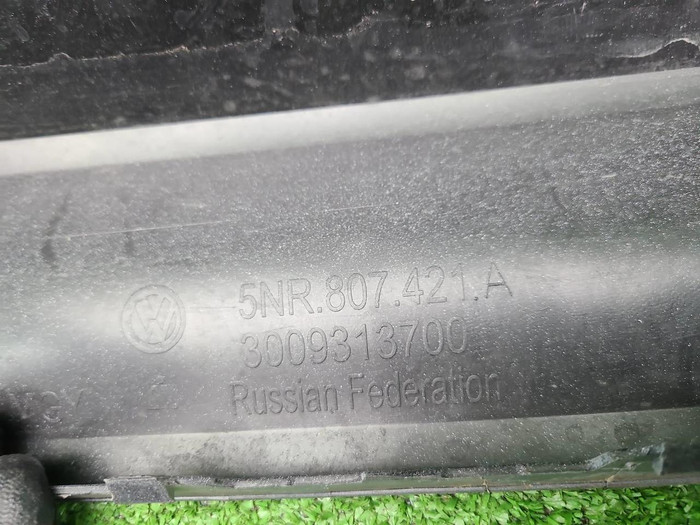 5NR.807.421.A
3009313700
Russian Federation